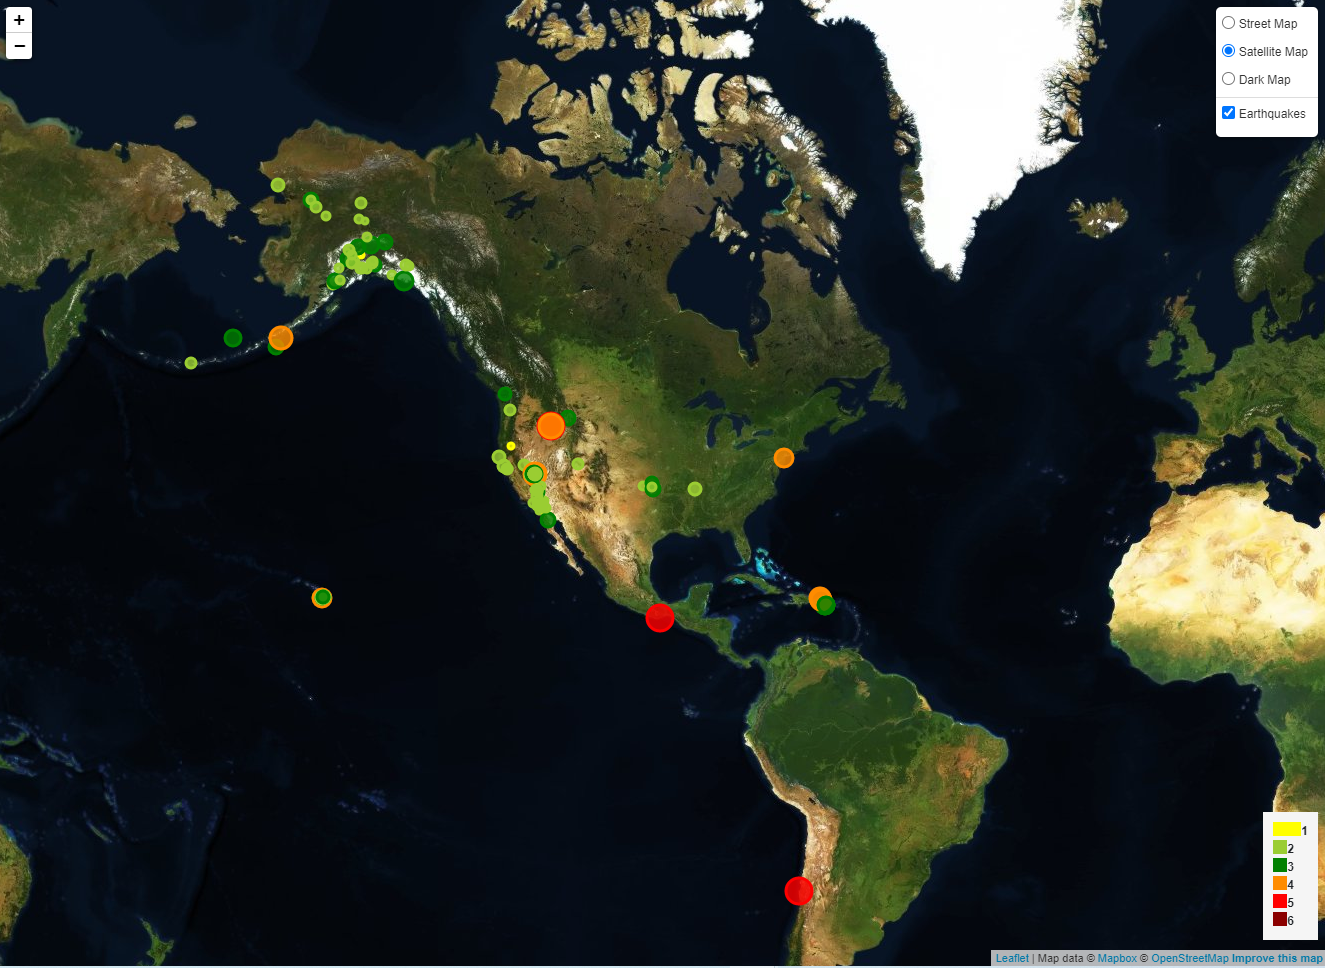 +
−
Street Map
Satellite Map
Dark Map
Earthquakes
1
2
3
4
5
6
Leaflet | Map data © Mapbox © OpenStreetMap Improve this map